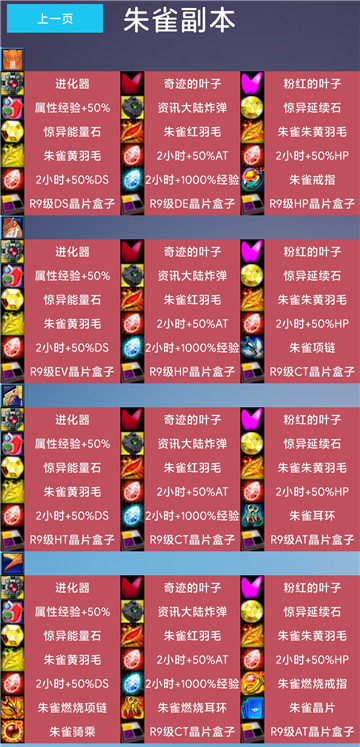 上一页 朱雀副本
进化器 奇迹的叶子 粉红的叶子
属性经验+50% 资讯大陆炸弹 惊异延续石
惊异能量石 朱雀红羽毛 朱雀朱黄羽毛
朱雀黄羽毛 2小时+50%AT 2小时+50%HP
2小时+50%DS 2小时+1000%经验 朱雀戒指
R9级DS晶片盒子 R9级DE晶片盒子 R9级HP晶片盒子
进化器 奇迹的叶子 粉红的叶子
属性经验+50% 资讯大陆炸弹 惊异延续石
惊异能量石 朱雀红羽毛 朱雀朱黄羽毛
朱雀黄羽毛 2小时+50%AT 2小时+50%HP
2小时+50%DS 2小时+1000%经验 朱雀项链
R9级EV晶片盒子 R9级HP晶片盒子 R9级CT晶片盒子
进化器 奇迹的叶子 粉红的叶子
属性经验+50% 资讯大陆炸弹 惊异延续石
惊异能量石 朱雀红羽毛 朱雀朱黄羽毛
朱雀黄羽毛 2小时+50%AT 2小时+50%HP
2小时+50%DS 2小时+1000%经验 朱雀耳环
R9级HT晶片盒子 R9级CT晶片盒子 R9级AT晶片盒子
进化器 奇迹的叶子 粉红的叶子
属性经验+50% 资讯大陆炸弹 惊异延续石
惊异能量石 朱雀红羽毛 朱雀朱黄羽毛
朱雀黄羽毛 2小时+50%AT 2小时+50%HP
2小时+50%DS 2小时+1000%经验 朱雀燃烧戒指
朱雀燃烧项链 朱雀燃烧耳环 朱雀晶片
朱雀骑乘 R9级CT晶片盒子 R9级AT晶片盒子